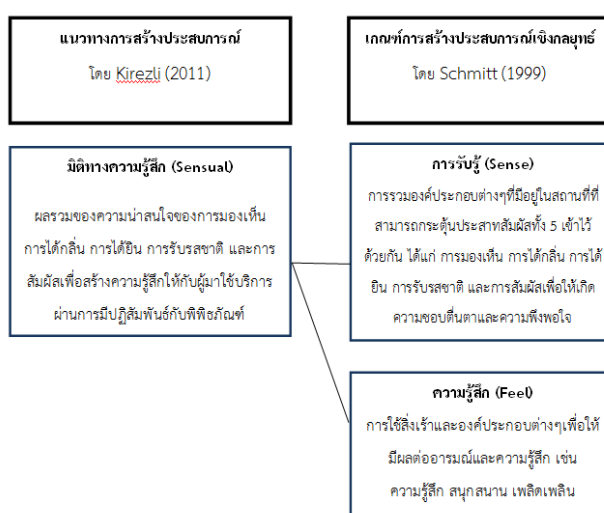 แนวทางการสร้างประสบการณ์
โดย Kirezli (2011)
เกณฑ์การสร้างประสบการณ์เชิงกลยุทธ์
โดย Schmitt (1999)
มิติทางความรู้สึก (Sensual)
ผลรวมของความน่าสนใจของการมองเห็น
การได้กลิ่น การได้ยิน การรับรสชาติ และการ
สัมผัสเพื่อสร้างความรู้สึกให้กับผู้มาใช้บริการ
ผ่านการมีปฏิสัมพันธ์กับพิพิธภัณฑ์
การรับรู้ (Sense)
การรวมองค์ประกอบต่างๆที่มีอยู่ในสถานที่ที่
สามารถกระตุ้นประสาทสัมผัสทั้ง 5 เข้าไว้
ด้วยกัน ได้แก่ การมองเห็น การได้กลิ่น การได้
ยิน การรับรสชาติ และการสัมผัสเพื่อให้เกิด
ความชอบตื่นตาและความพึงพอใจ
ความรู้สึก (Feel)
การใช้สิ่งเร้าและองค์ประกอบต่างๆเพื่อให้
มีผลต่ออารมณ์และความรู้สึก เช่น
ความรู้สึก สนุกสนาน เพลิดเพลิน